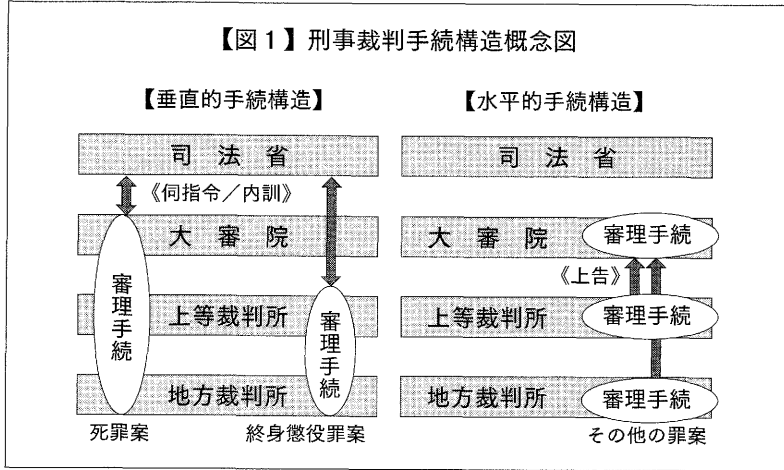 【図1】刑事裁判手続構造概念図
【垂直的手続構造】
司法省
《伺指令／内訓》
大審院
上等裁判所
地方裁判所
審理手続
審理手続
死罪案
終身懲役罪案
【水平的手続構造】
司法省
大審院
審理手続
《上告》
上等裁判所
審理手続
地方裁判所
審理手続
その他の罪案